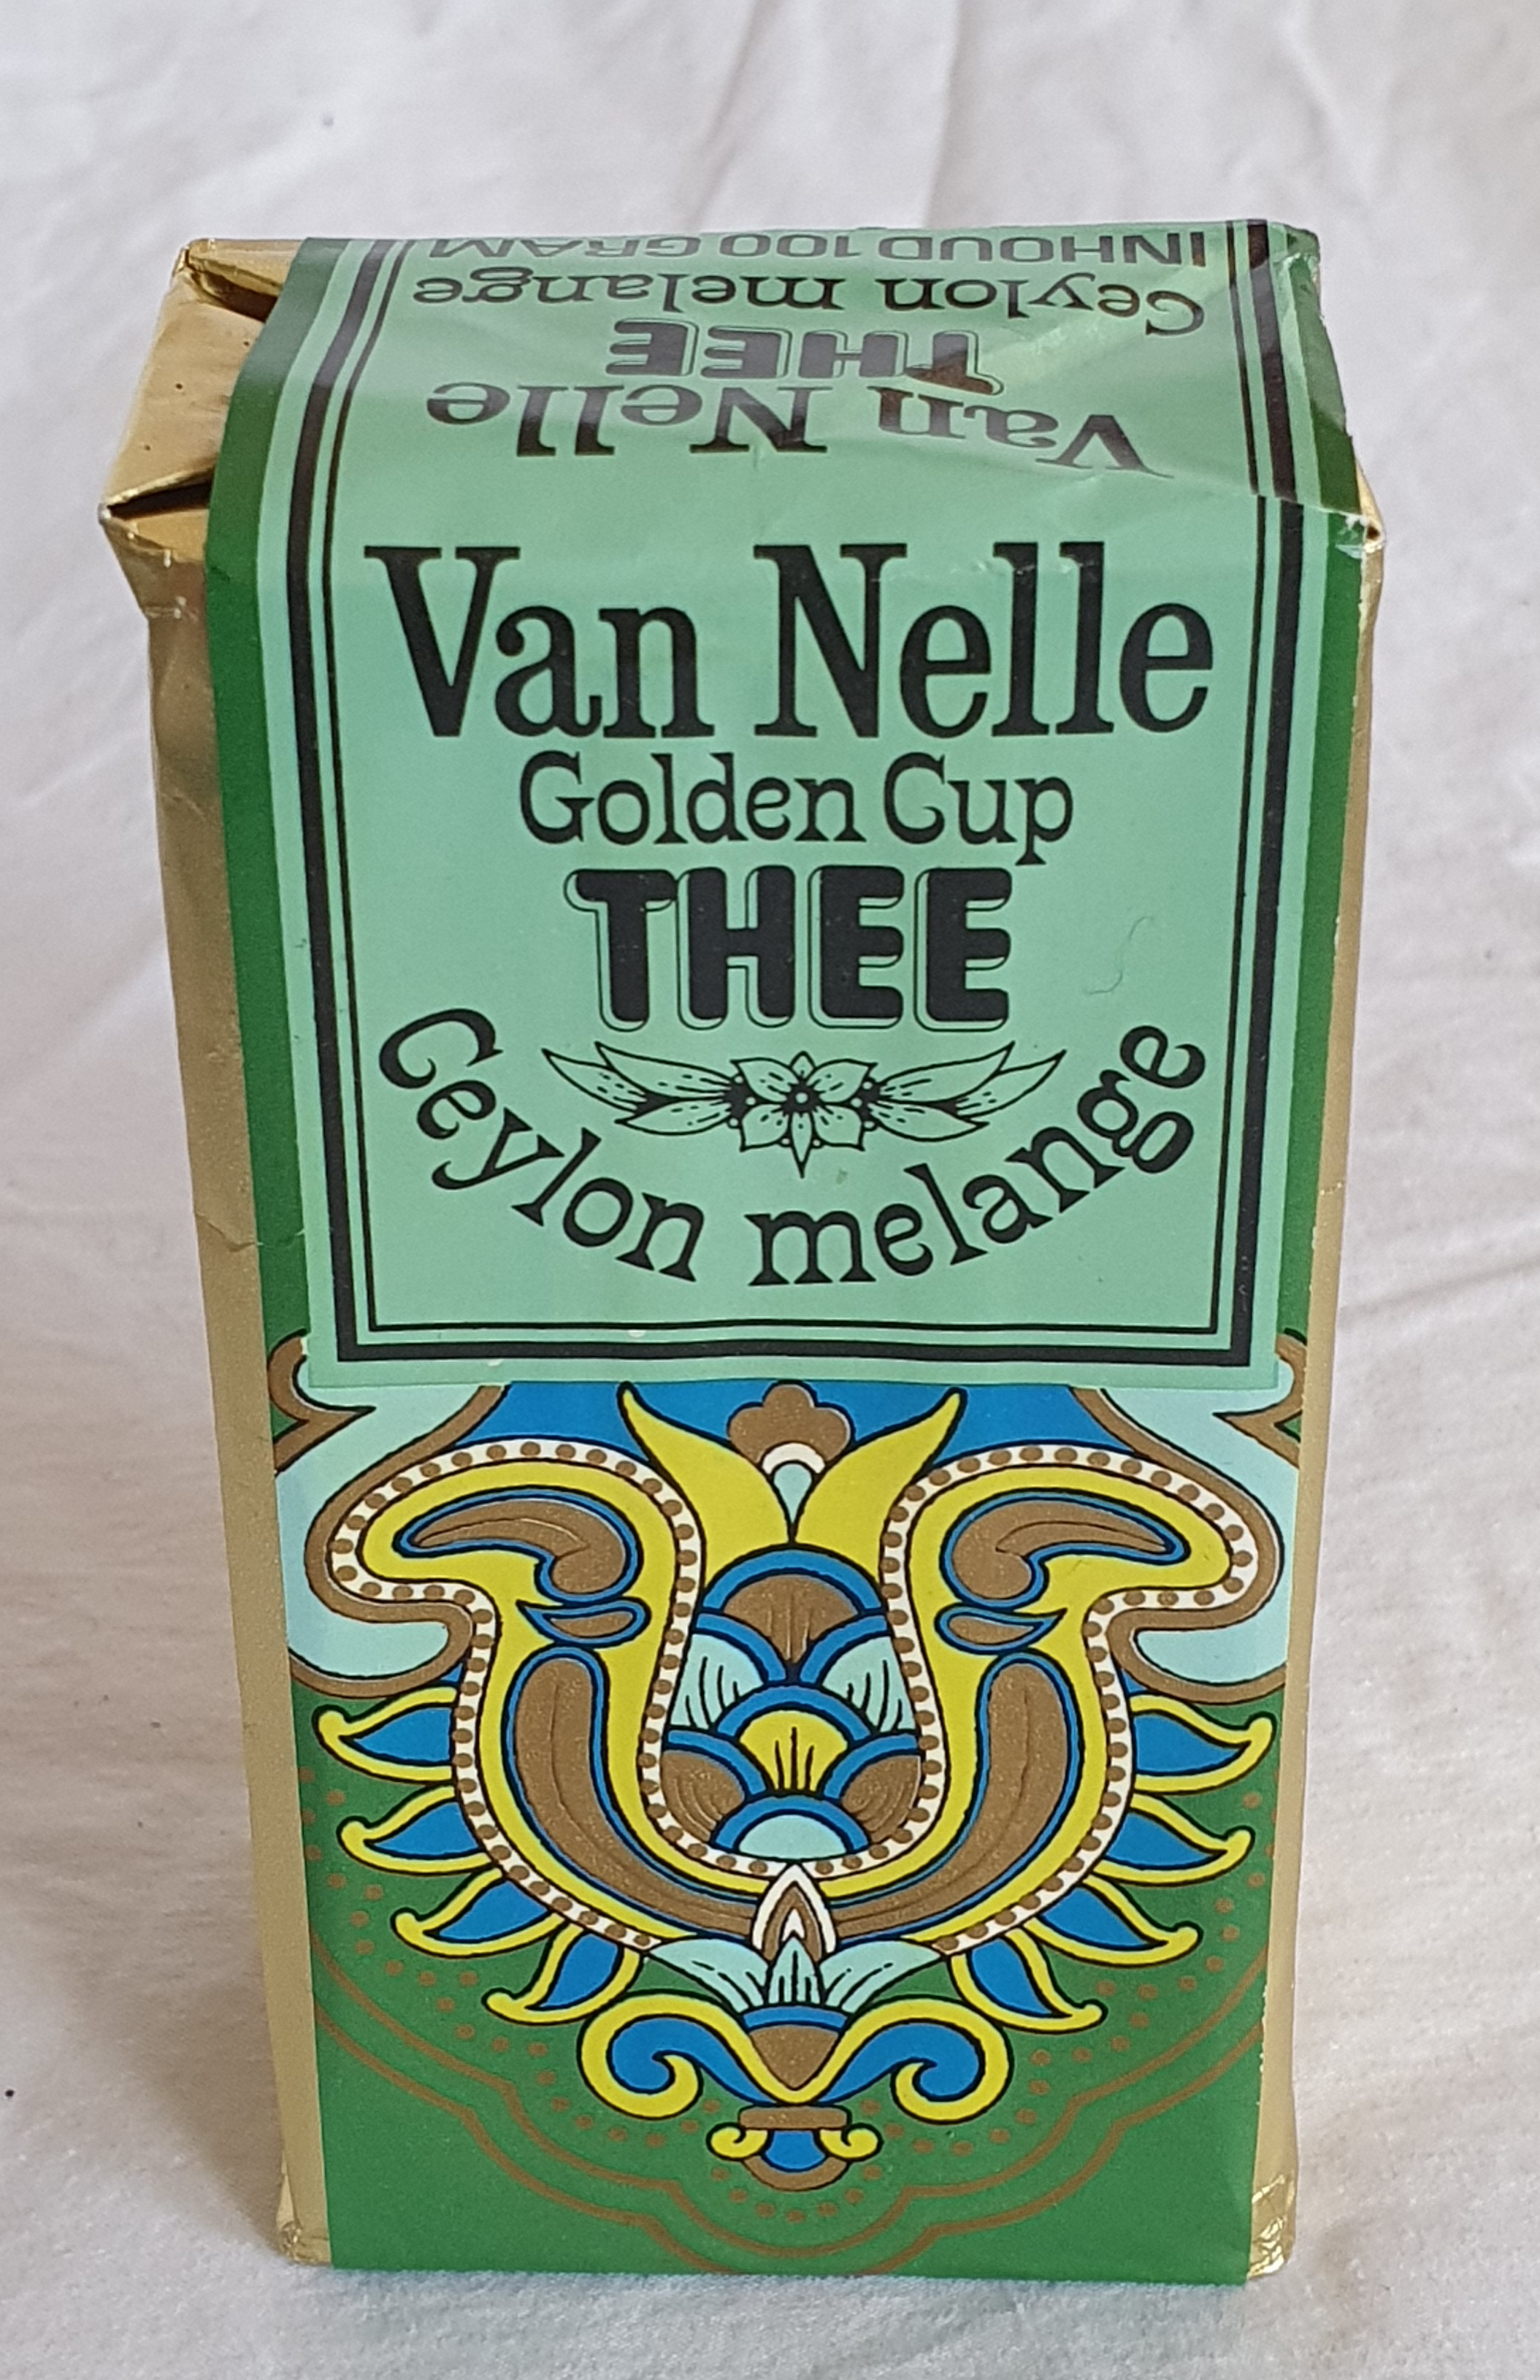 INHOUD 100 GRAM
Ceylon melange
THEE
Van Nelle
Van Nelle
Golden Cup
THEE
Ceylon melange